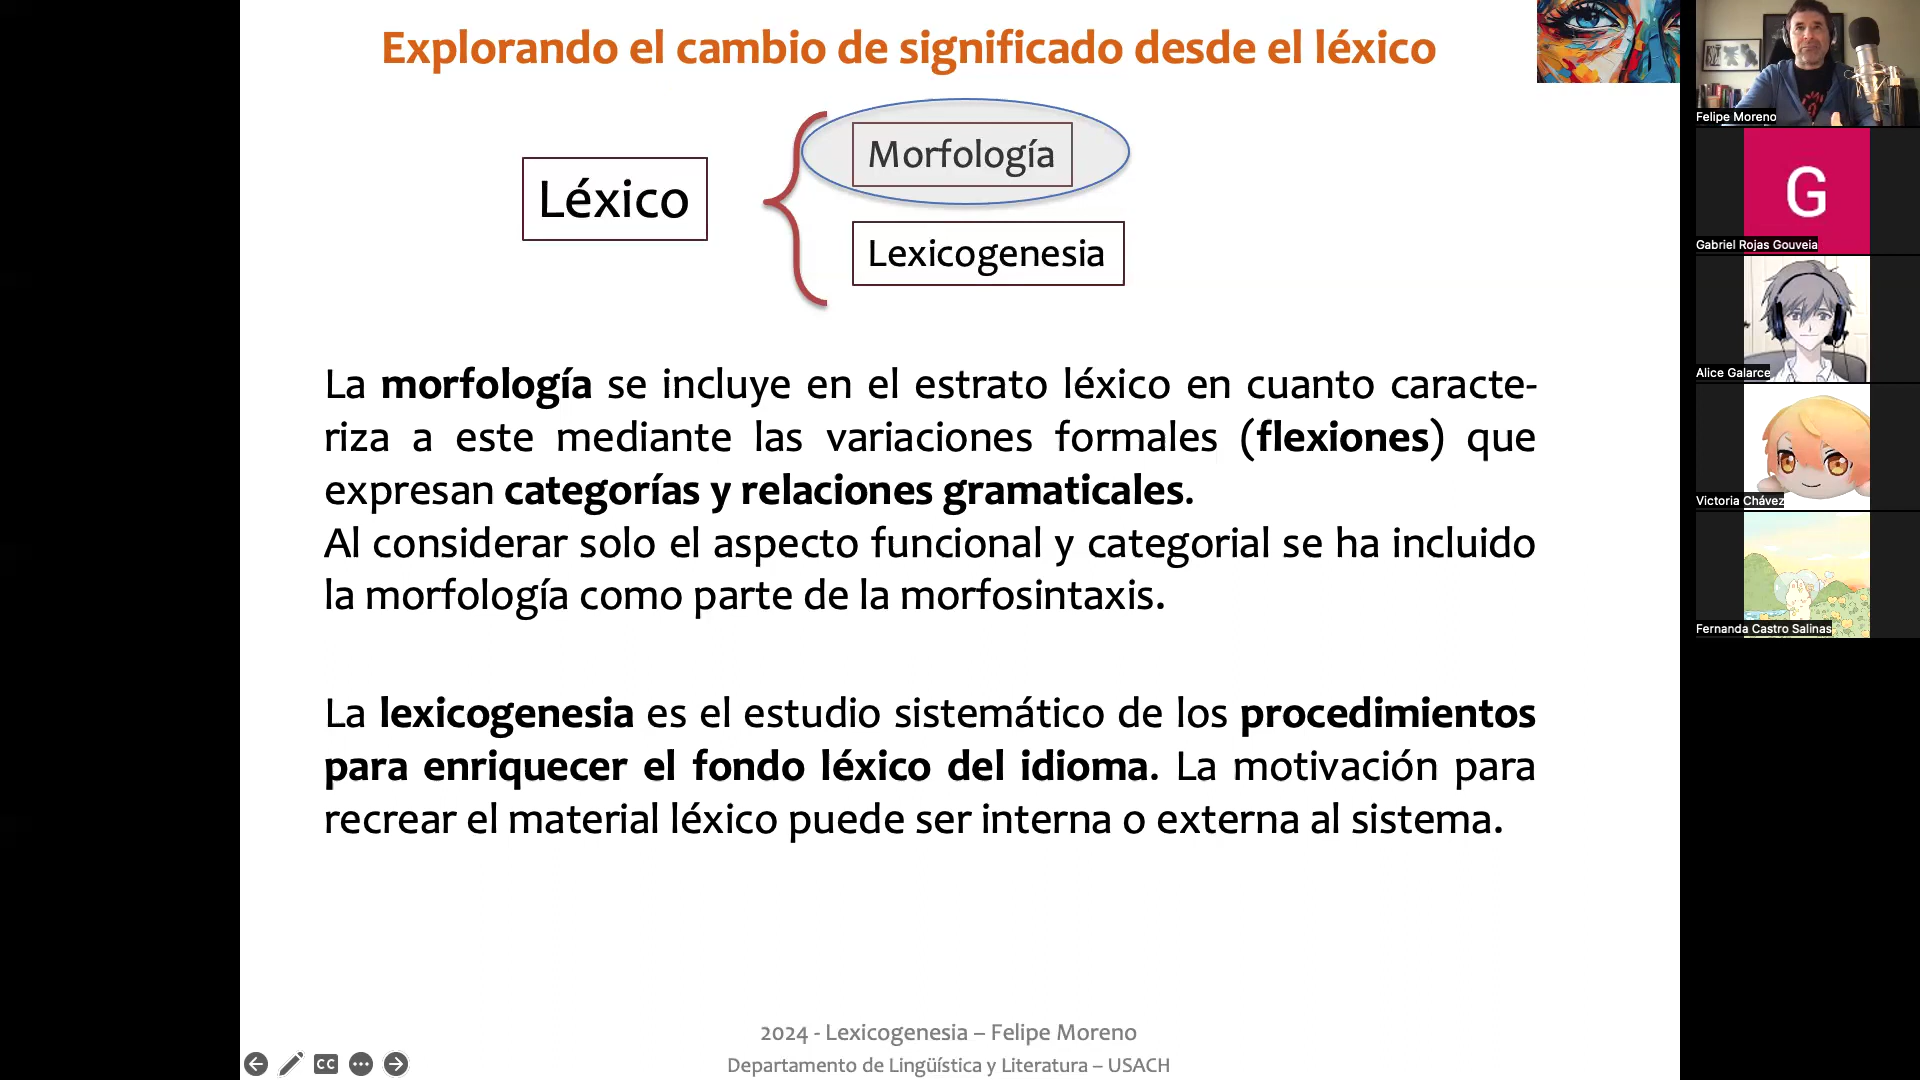 Explorando el cambio de significado desde el léxico
Léxico
Morfología
Lexicogenesia
La morfología se incluye en el estrato léxico en cuanto caracte-
riza a este mediante las variaciones formales (flexiones) que
expresan categorías y relaciones gramaticales.
Al considerar solo el aspecto funcional y categorial se ha incluido
la morfología como parte de la morfosintaxis.
La lexicogenesia es el estudio sistemático de los procedimientos
para enriquecer el fondo léxico del idioma. La motivación para
recrear el material léxico puede ser interna o externa al sistema.
2024 - Lexicogenesia – Felipe Moreno
Departamento de Lingüística y Literatura – USACH
CC
Felipe Moreno
G
Gabriel Rojas Gouveia
Alice Galarce
Victoria Chávez
Fernanda Castro Salinas